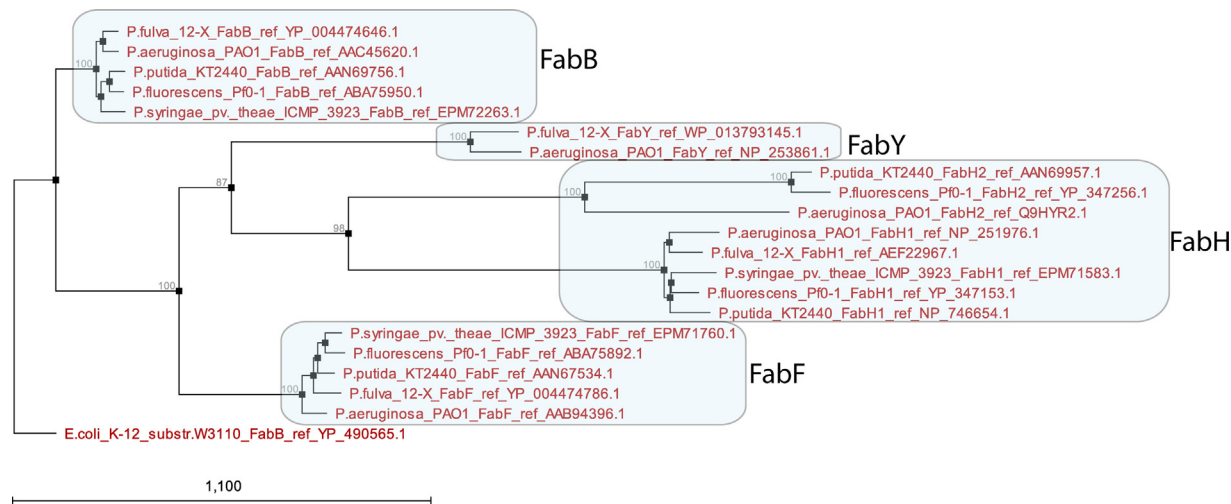 P.fulva_12-X_FabB_ref_YP_004474646.1
P.aeruginosa_PAO1_FabB_ref_AAC45620.1
100
P.putida_KT2440_FabB_ref_AAN69756.1
P.fluorescens_Pf0-1_FabB_ref_ABA75950.1
P.syringae_pv._theae_ICMP_3923_FabB_ref_EPM72263.1
FabB
P.fulva_12-X_FabY_ref_WP_013793145.1
100
P.aeruginosa_PAO1_FabY_ref_NP_253861.1
FabY
87
P.putida_KT2440_FabH2_ref_AAN69957.1
100
P.fluorescens_Pf0-1_FabH2_ref_YP_347256.1
100
P.aeruginosa_PAO1_FabH2_ref_Q9HYR2.1
98
P.aeruginosa_PAO1_FabH1_ref_NP_251976.1
P.fulva_12-X_FabH1_ref_AEF22967.1
100
P.syringae_pv._theae_ICMP_3923_FabH1_ref_EPM71583.1
P.fluorescens_Pf0-1_FabH1_ref_YP_347153.1
P.putida_KT2440_FabH1_ref_NP_746654.1
FabH
100
P.syringae_pv._theae_ICMP_3923_FabF_ref_EPM71760.1
P.fluorescens_Pf0-1_FabF_ref_ABA75892.1
P.putida_KT2440_FabF_ref_AAN67534.1
100
P.fulva_12-X_FabF_ref_YP_004474786.1
P.aeruginosa_PAO1_FabF_ref_AAB94396.1
FabF
E.coli_K-12_substr.W3110_FabB_ref_YP_490565.1
1,100